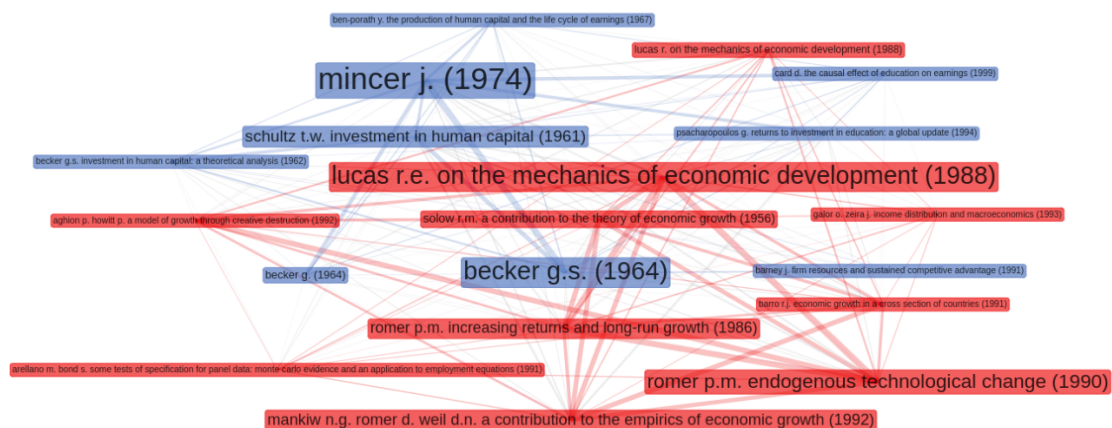 ben-porath y. the production of human capital and the life cycle of earnings (1967)
lucas r. on the mechanics of economic development (1988)
card d. the causal effect of education on earnings (1999)
mincer j. (1974)
schultz t.w. investment in human capital (1961)
psacharopoulos g. returns to investment in education: a global update (1994)
becker g.s. investment in human capital: a theoretical analysis (1962)
lucas r.e. on the mechanics of economic development (1988)
aghion p. howitt p. a model of growth through creative destruction (1992)
solow r.m. a contribution to the theory of economic growth (1956)
galor o. zeira j. income distribution and macroeconomics (1993)
becker g. (1964)
becker g.s. (1964)
barney j. firm resources and sustained competitive advantage (1991)
barro r.j. economic growth in a cross section of countries (1991)
romer p.m. increasing returns and long-run growth (1986)
arellano m. bond s. some tests of specification for panel data: monte carlo evidence and an application to employment equations (1991)
romer p.m. endogenous technological change (1990)
mankiw n.g. romer d. weil d.n. a contribution to the empirics of economic growth (1992)